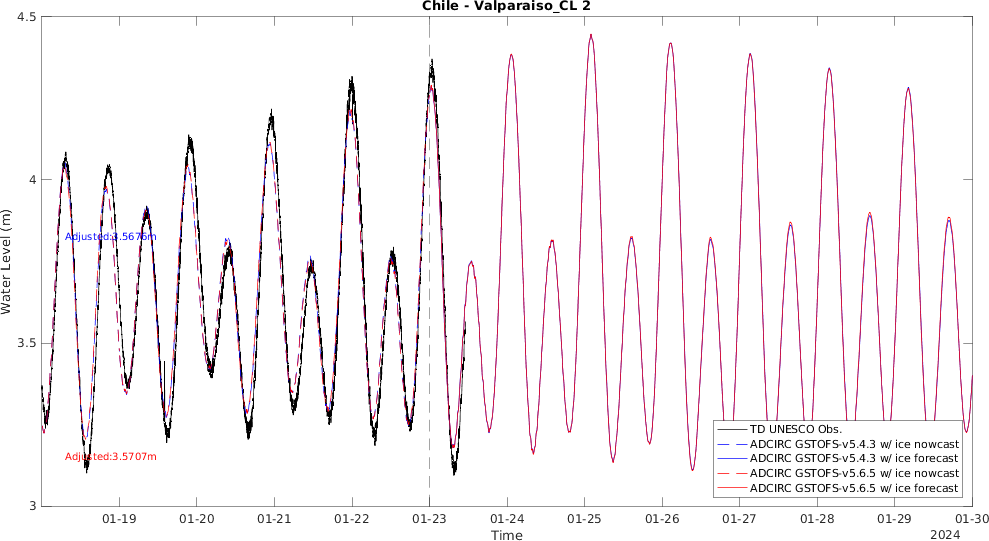 Chile - Valparaiso_CL 2
4.5
4
3.5
3
Water Level (m)
Adjusted:3.5676m
Adjusted:3.5707m
TD UNESCO Obs.
ADCIRC GSTOFS-v5.4.3 w/ ice nowcast
ADCIRC GSTOFS-v5.4.3 w/ ice forecast
ADCIRC GSTOFS-v5.6.5 w/ ice nowcast
ADCIRC GSTOFS-v5.6.5 w/ ice forecast
01-19 01-20 01-21 01-22 01-23 01-24 01-25 01-26 01-27 01-28 01-29 01-30
Time
2024